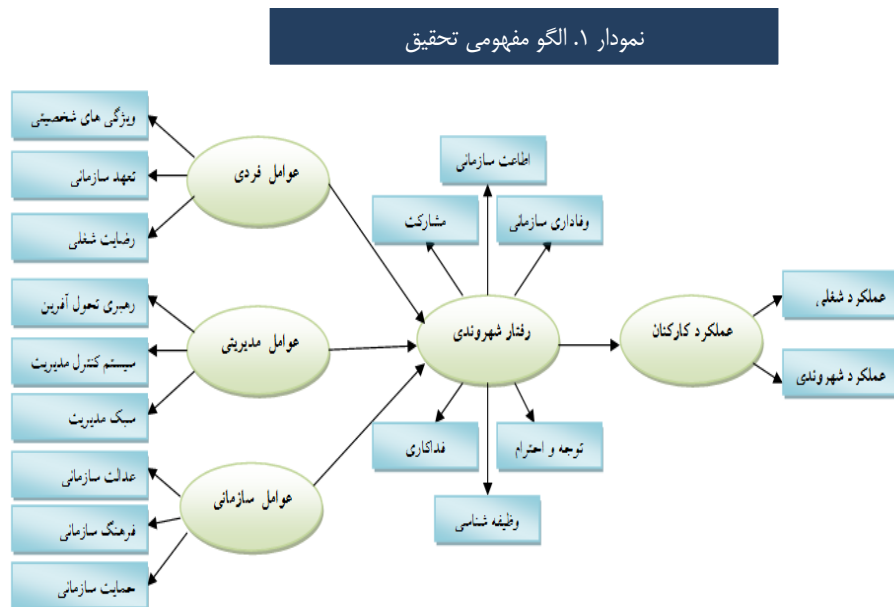 نمودار ۱. الگو مفهومی تحقیق
ویژگی های شخصیتی
تعهد سازمانی
رضایت شغلی
عوامل فردی
رهبری تحول آفرین
سیستم کنترل مدیریت
سبک مدیریت
عوامل مدیریتی
عدالت سازمانی
فرهنگ سازمانی
حمایت سازمانی
عوامل سازمانی
اطاعت سازمانی
مشارکت
وفاداری سازمانی
رفتار شهروندی
فداکاری
توجه و احترام
وظیفه شناسی
عملکرد کارکنان
عملکرد شغلی
عملکرد شهروندی